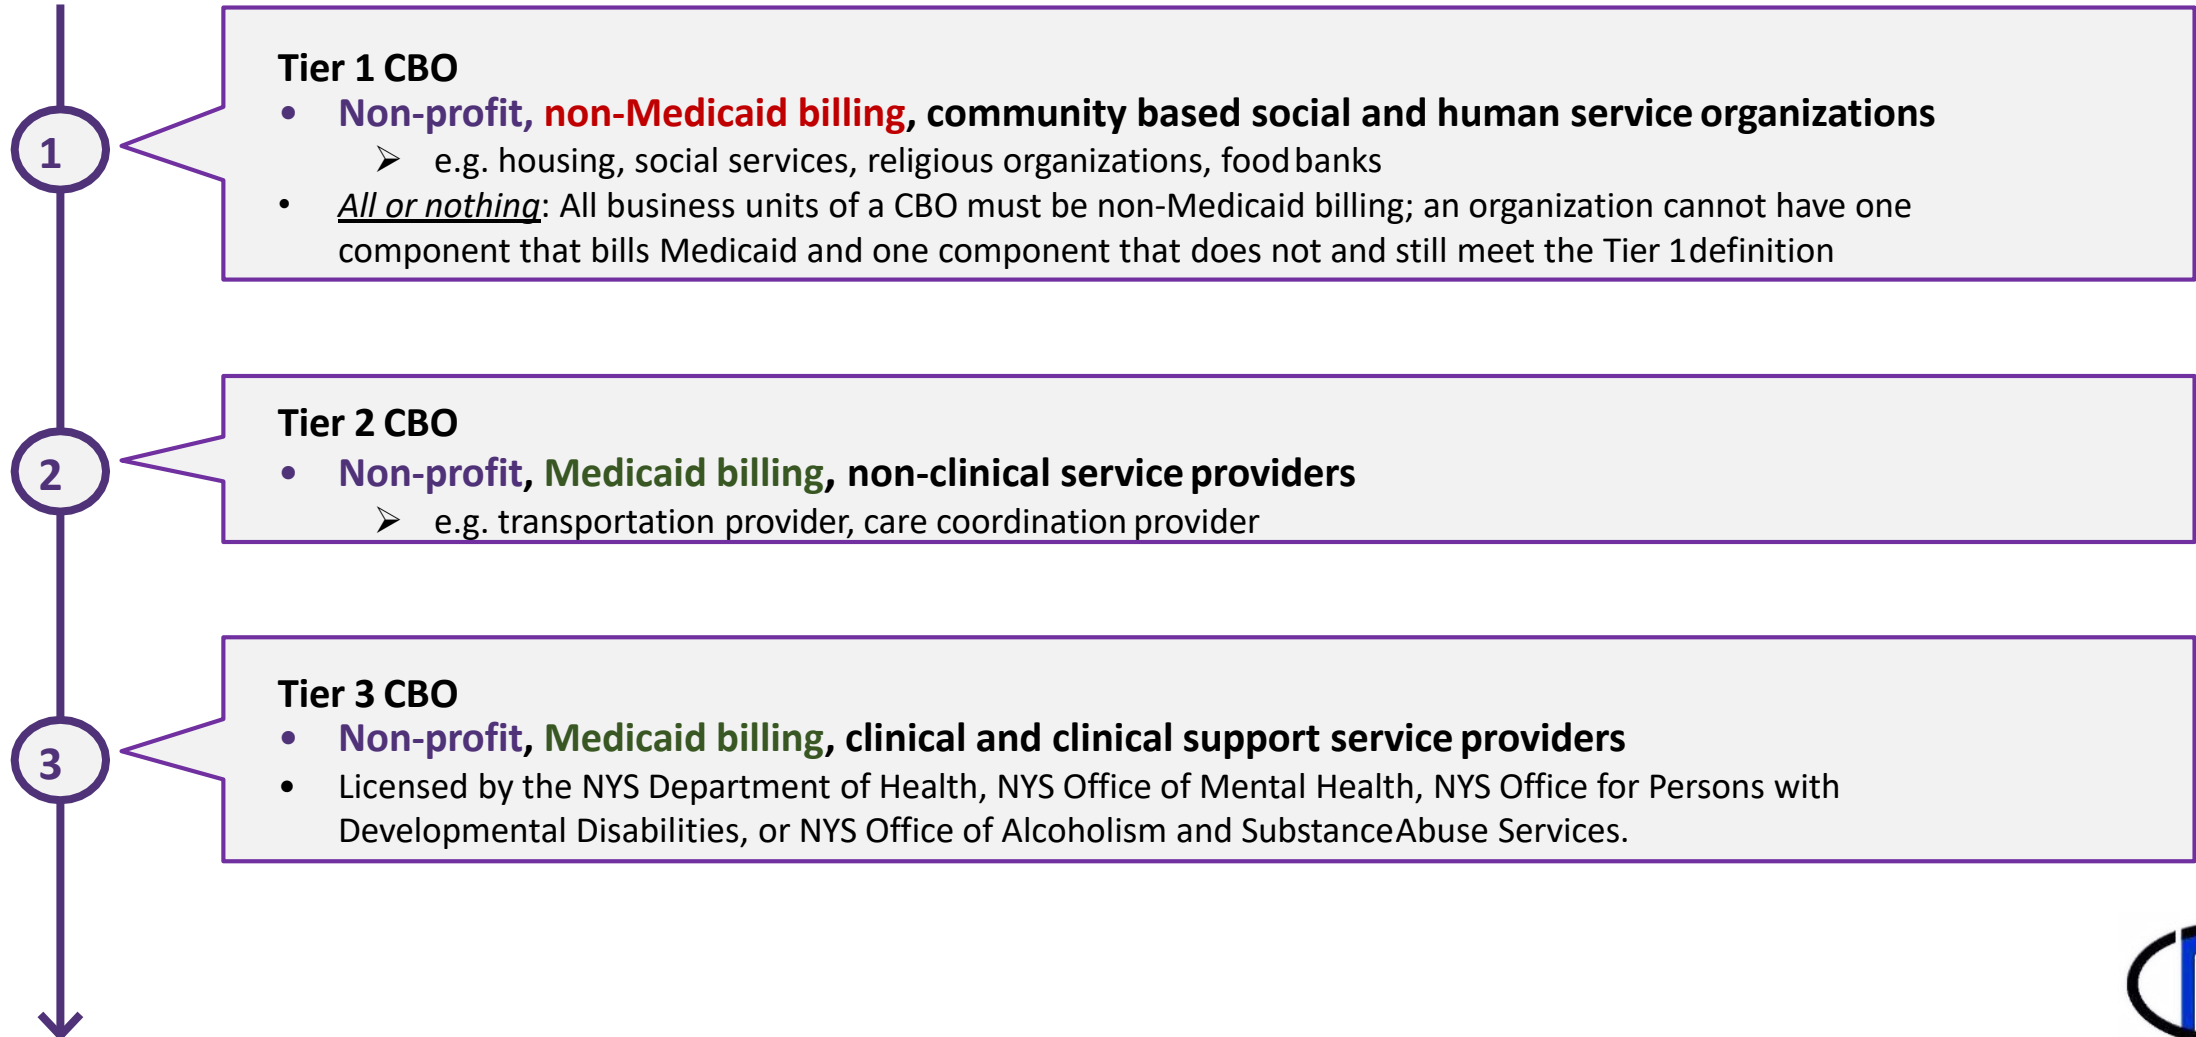 Tier 1 CBO
• Non-profit, non-Medicaid billing, community based social and human service organizations
➢ e.g. housing, social services, religious organizations, food banks
1
• All or nothing: All business units of a CBO must be non-Medicaid billing; an organization cannot have one
component that bills Medicaid and one component that does not and still meet the Tier 1 definition
Tier 2 CBO
• Non-profit, Medicaid billing, non-clinical service providers
2
➢ e.g. transportation provider, care coordination provider
Tier 3 CBO
• Non-profit, Medicaid billing, clinical and clinical support service providers
3
• Licensed by the NYS Department of Health, NYS Office of Mental Health, NYS Office for Persons with
Developmental Disabilities, or NYS Office of Alcoholism and Substance Abuse Services.